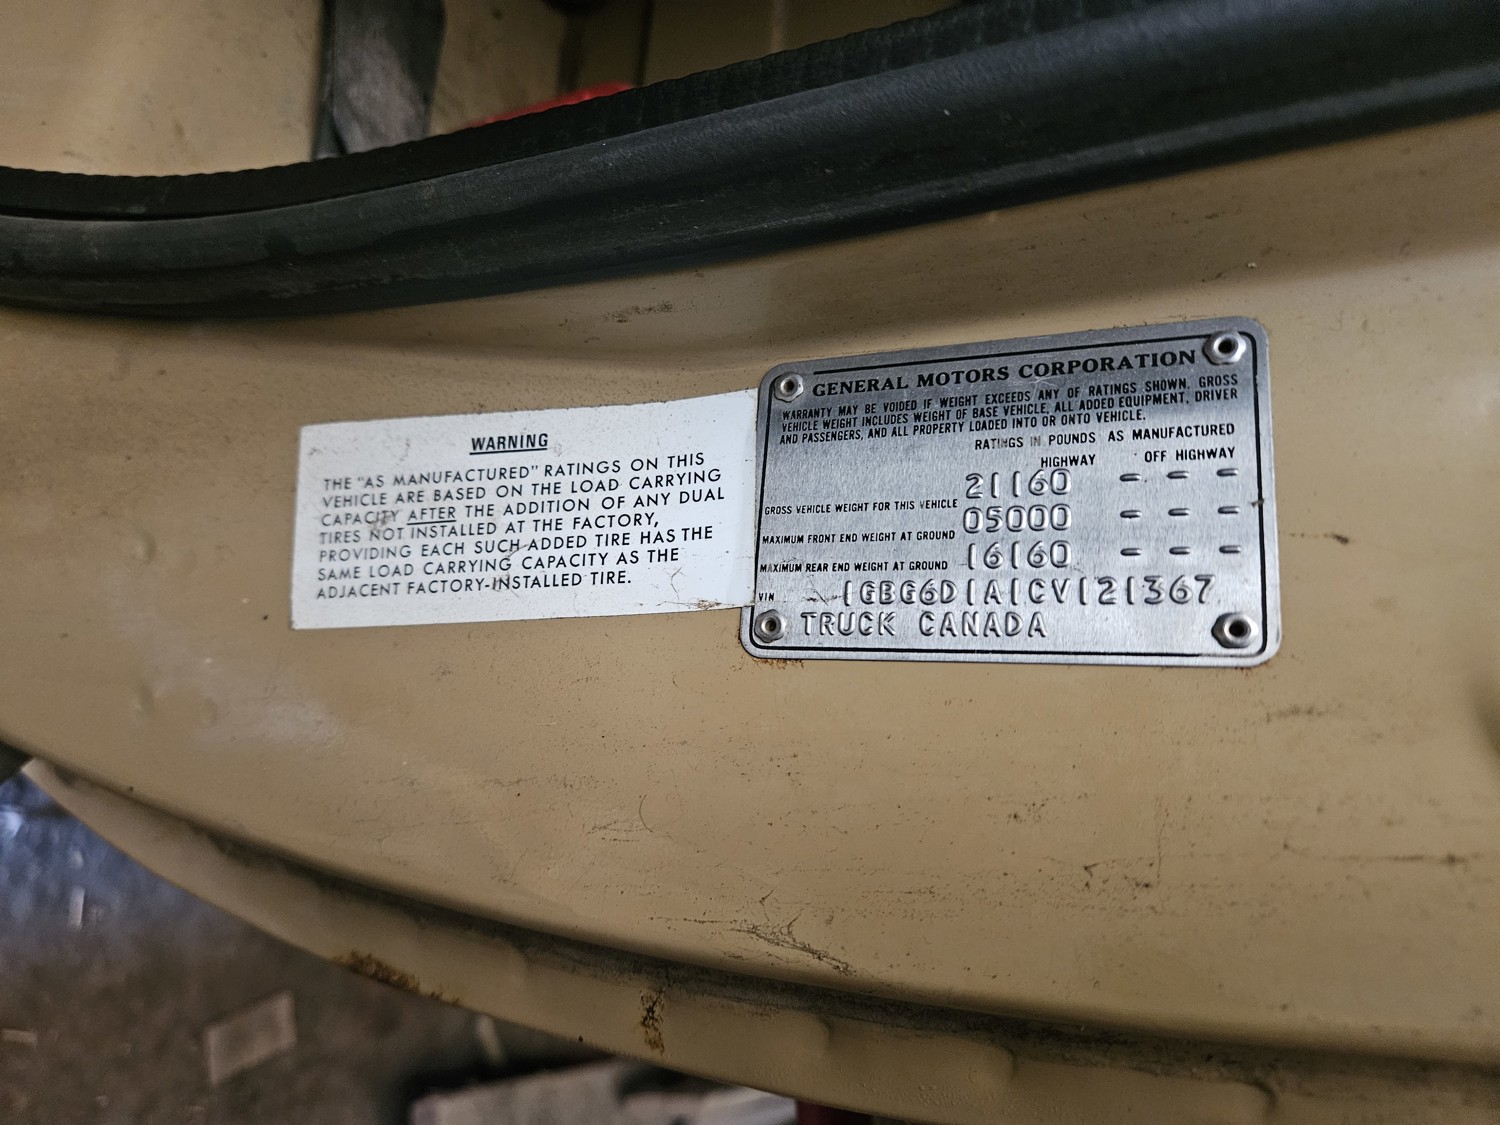 WARNING
THE "AS MANUFACTURED" RATINGS ON THIS
VEHICLE ARE BASED ON THE LOAD CARRYING
CAPACITY AFTER THE ADDITION OF ANY DUAL
TIRES NOT INSTALLED AT THE FACTORY,
PROVIDING EACH SUCH ADDED TIRE HAS THE
SAME LOAD CARRYING CAPACITY AS THE
ADJACENT FACTORY-INSTALLED TIRE.
GENERAL MOTORS CORPORATION
WARRANTY MAY BE VOIDED IF WEIGHT EXCEEDS ANY OF RATINGS SHOWN. GROSS
VEHICLE WEIGHT INCLUDES WEIGHT OF BASE VEHICLE, ALL ADDED EQUIPMENT, DRIVER
AND PASSENGERS, AND ALL PROPERTY LOADED INTO OR ONTO VEHICLE.
RATINGS IN POUNDS AS MANUFACTURED
HIGHWAY OFF HIGHWAY
GROSS VEHICLE WEIGHT FOR THIS VEHICLE 21160 - - -
MAXIMUM FRONT END WEIGHT AT GROUND 05000 - - -
MAXIMUM REAR END WEIGHT AT GROUND 16160 - - -
VIN 1GBG6D1A1CV121367
TRUCK CANADA